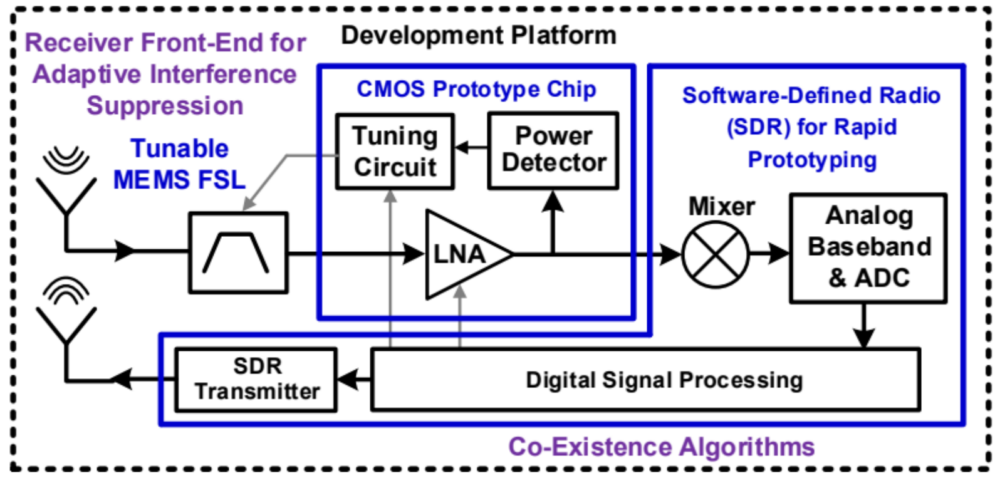 Development Platform
Receiver Front-End for
Adaptive Interference
Suppression
Tunable
MEMS FSL
CMOS Prototype Chip
Tuning
Circuit
Power
Detector
LNA
Software-Defined Radio
(SDR) for Rapid
Prototyping
Mixer
Analog
Baseband
& ADC
SDR
Transmitter
Digital Signal Processing
Co-Existence Algorithms